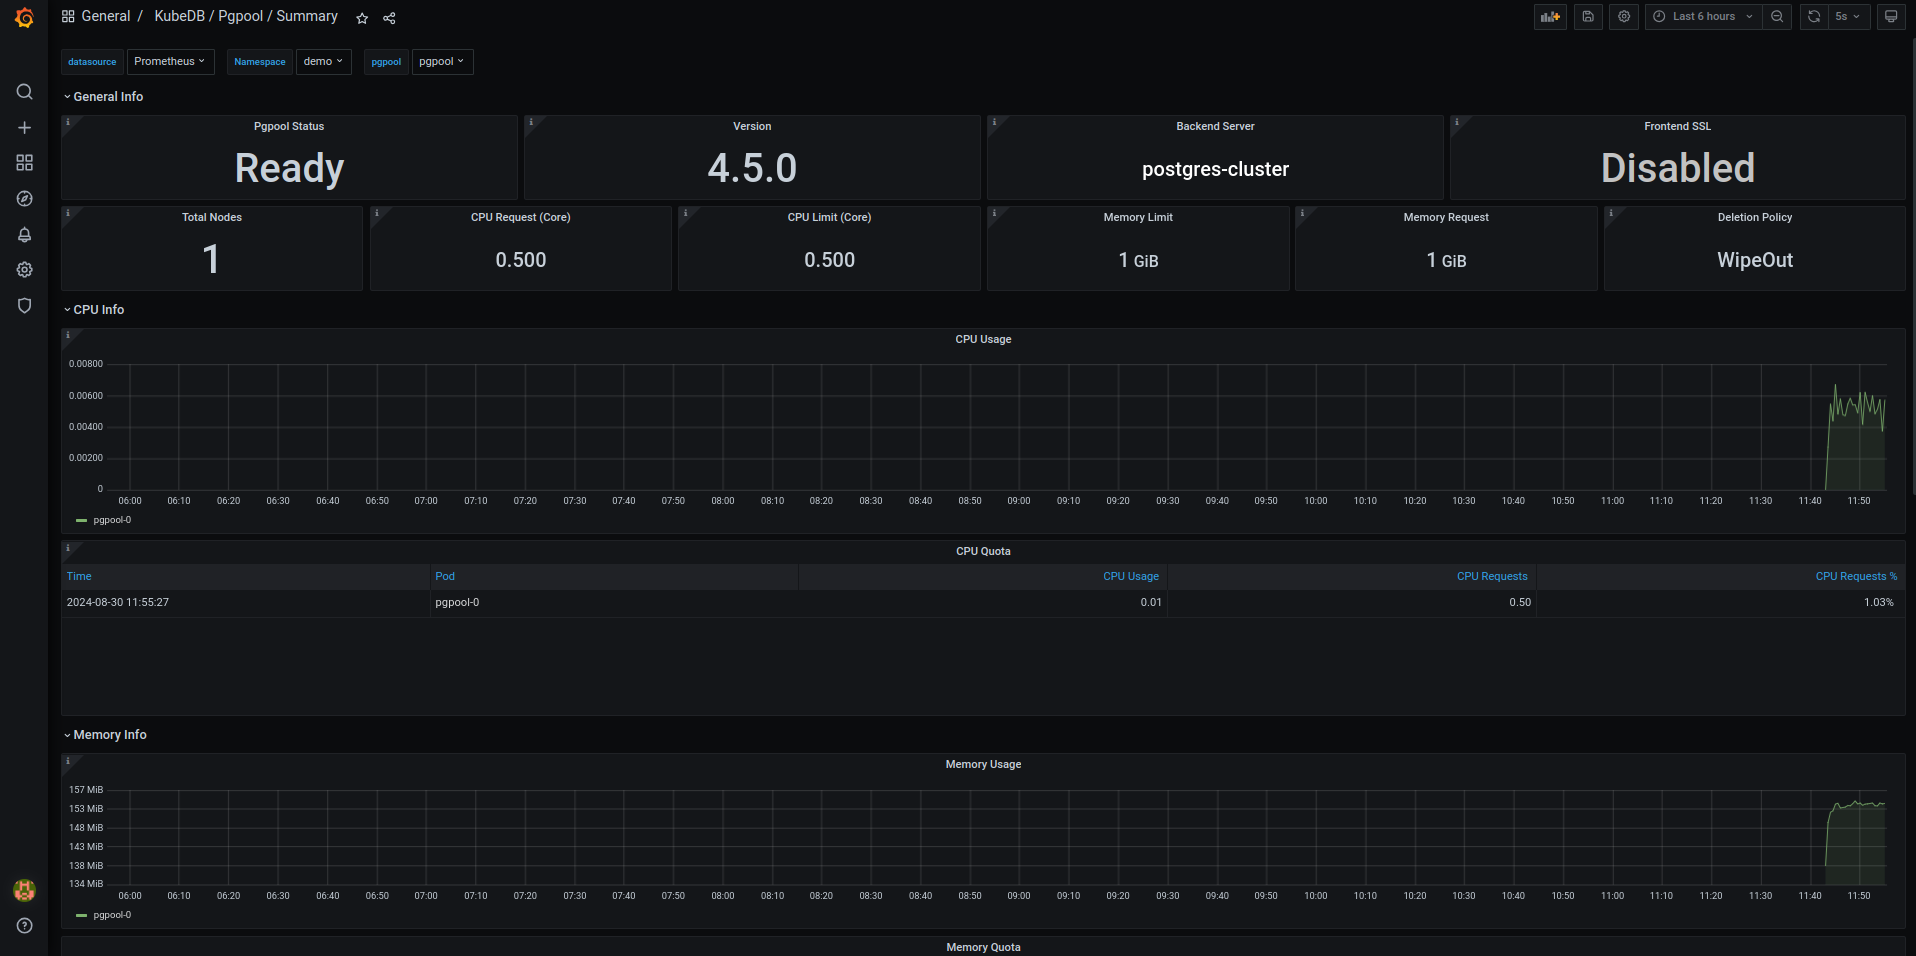 General / KubeDB / Pgpool / Summary
Last 6 hours
5s
datasource Prometheus Namespace demo pgpool pgpool
General Info
Pgpool Status
Ready
Version
4.5.0
Backend Server
postgres-cluster
Frontend SSL
Disabled
Total Nodes
1
CPU Request (Core)
0.500
CPU Limit (Core)
0.500
Memory Limit
1 GiB
Memory Request
1 GiB
Deletion Policy
WipeOut
CPU Info
CPU Usage
0.00800
0.00600
0.00400
0.00200
0
06:00 06:10 06:20 06:30 06:40 06:50 07:00 07:10 07:20 07:30 07:40 07:50 08:00 08:10 08:20 08:30 08:40 08:50 09:00 09:10 09:20 09:30 09:40 09:50 10:00 10:10 10:20 10:30 10:40 10:50 11:00 11:10 11:20 11:30 11:40 11:50
pgpool-0
CPU Quota
Time Pod CPU Usage CPU Requests CPU Requests %
2024-08-30 11:55:27 pgpool-0 0.01 0.50 1.03%
Memory Info
Memory Usage
157 MiB
153 MiB
148 MiB
143 MiB
138 MiB
134 MiB
06:00 06:10 06:20 06:30 06:40 06:50 07:00 07:10 07:20 07:30 07:40 07:50 08:00 08:10 08:20 08:30 08:40 08:50 09:00 09:10 09:20 09:30 09:40 09:50 10:00 10:10 10:20 10:30 10:40 10:50 11:00 11:10 11:20 11:30 11:40 11:50
pgpool-0
Memory Quota